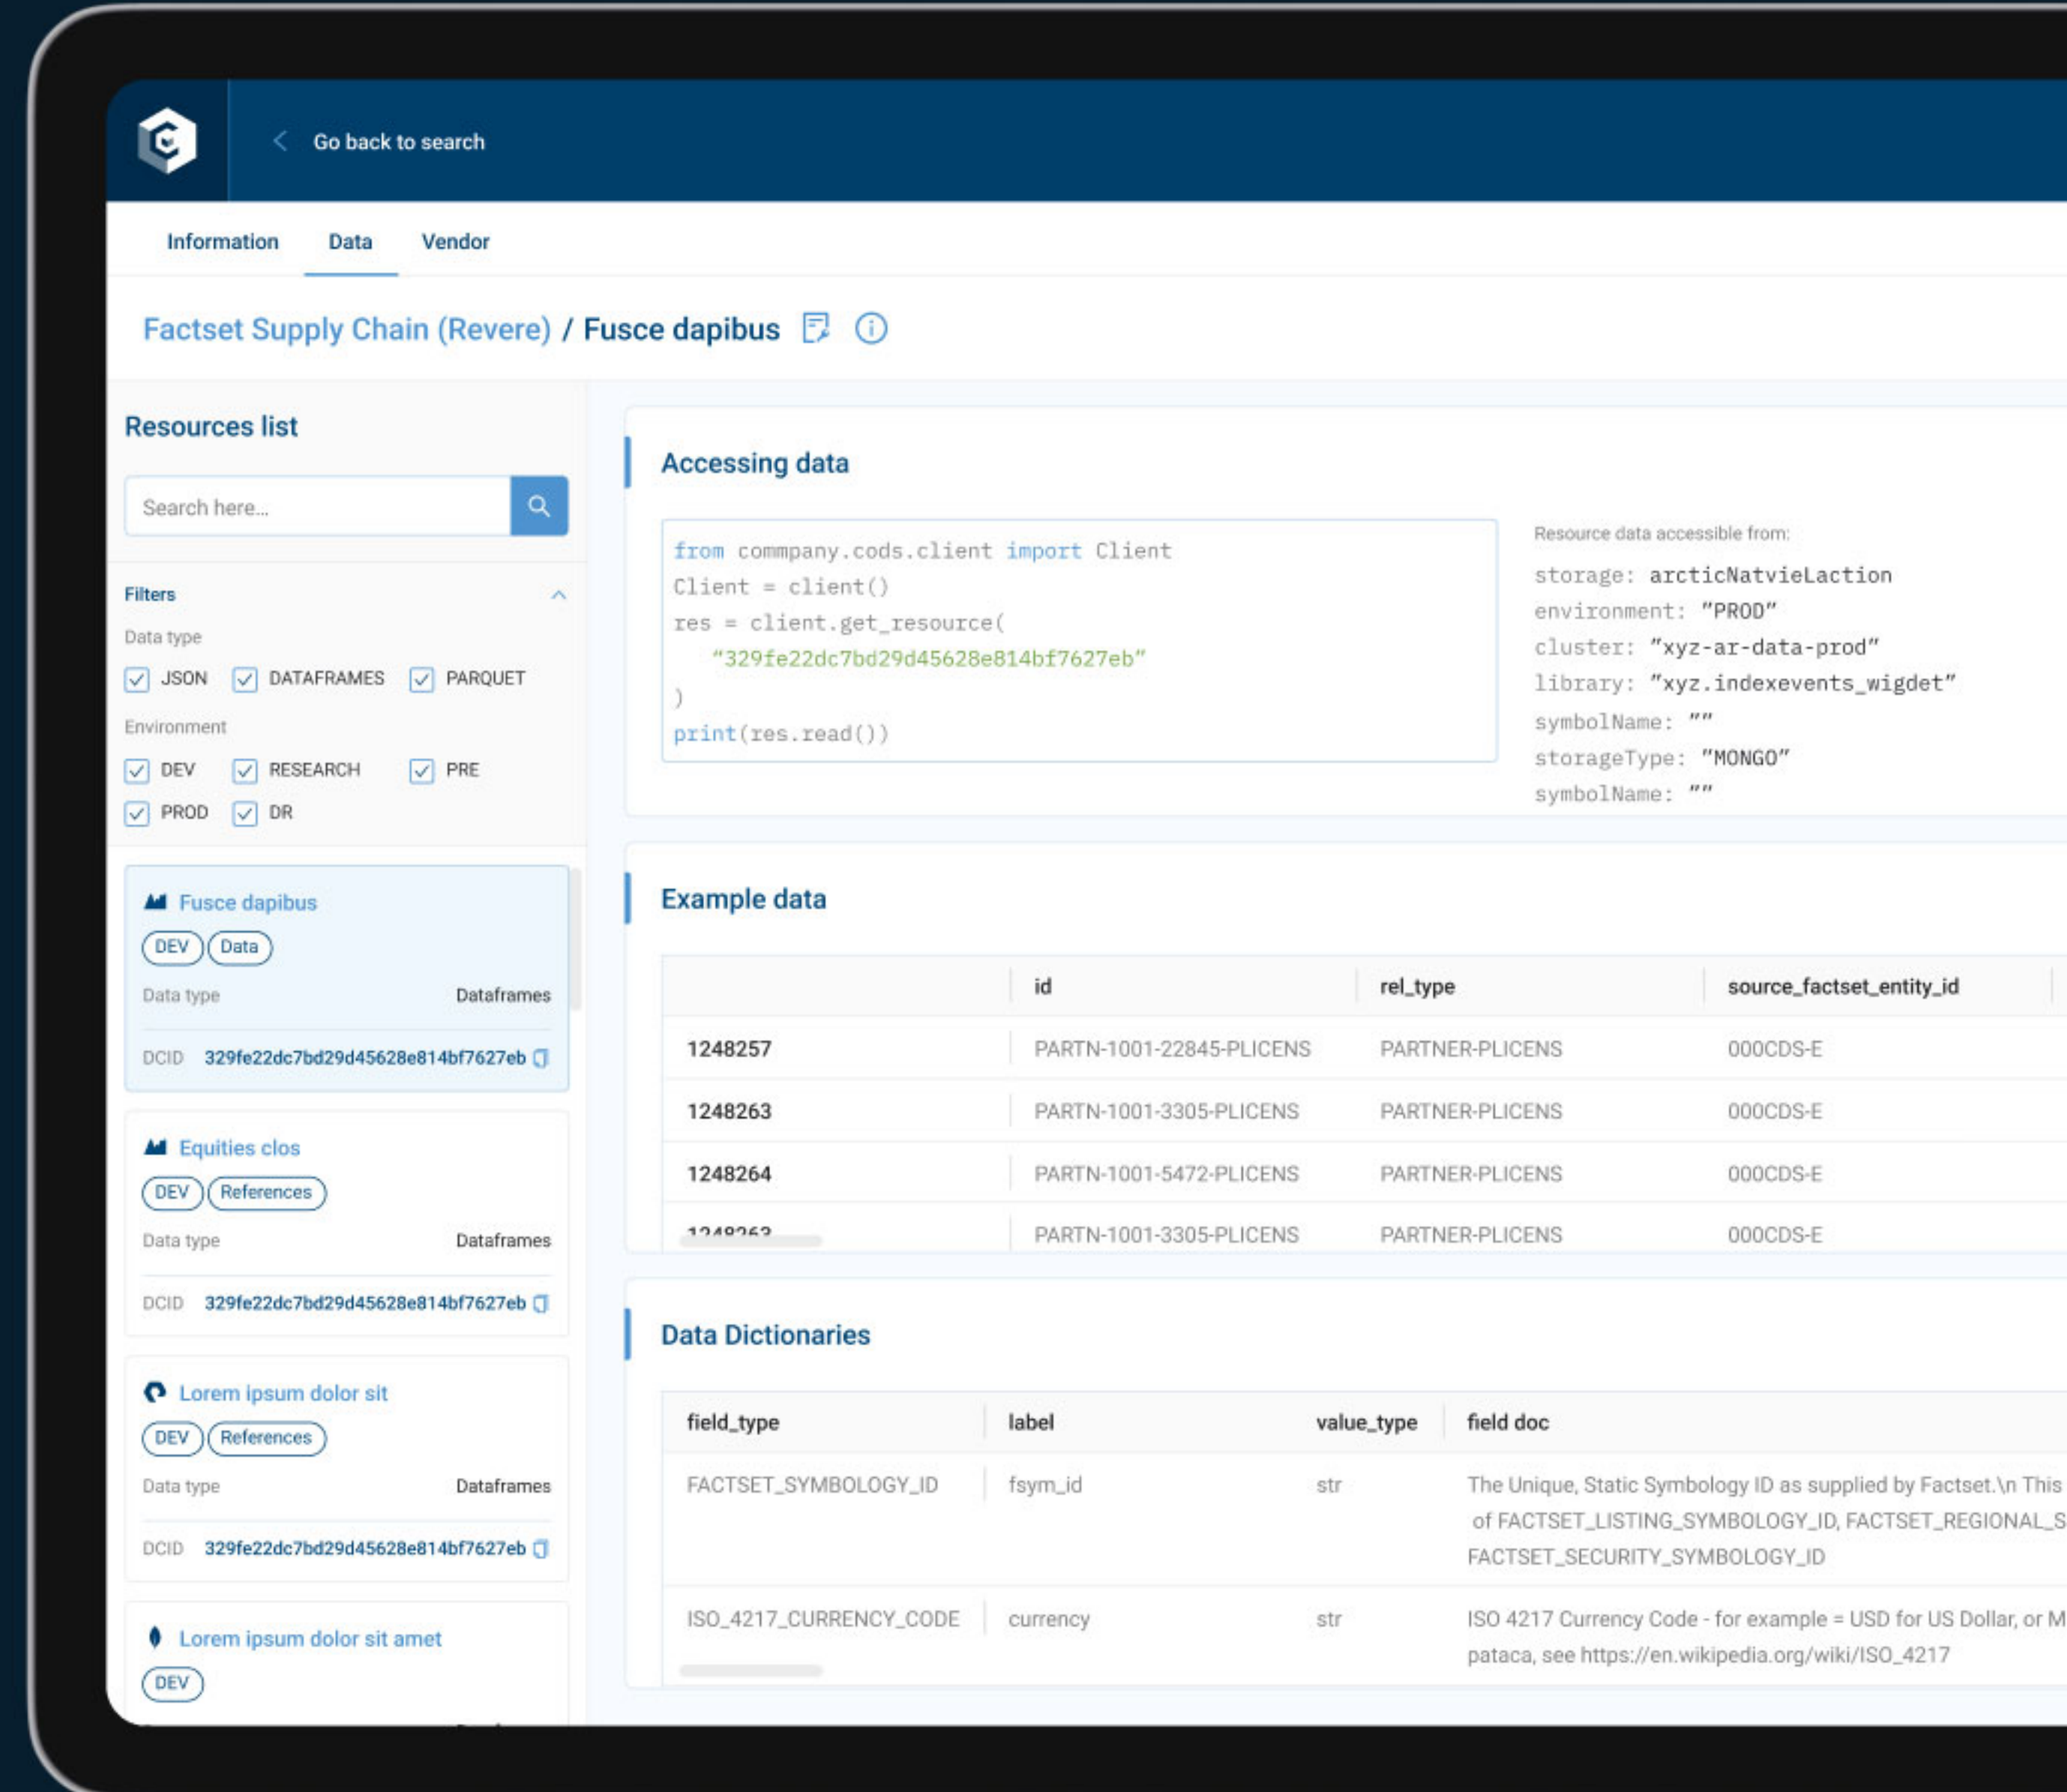 Go back to search
Information Data Vendor
Factset Supply Chain (Revere) / Fusce dapibus
Resources list
Search here...
Filters
Data type
JSON DATAFRAMES PARQUET
Environment
DEV RESEARCH PRE
PROD DR
Fusce dapibus
DEV Data
Data type Dataframes
DCID 329fe22dc7bd29d45628e814bf7627eb
Equities clos
DEV References
Data type Dataframes
DCID 329fe22dc7bd29d45628e814bf7627eb
Lorem ipsum dolor sit
DEV References
Data type Dataframes
DCID 329fe22dc7bd29d45628e814bf7627eb
Lorem ipsum dolor sit amet
DEV
Accessing data
from commpany.cods.client import Client
Client = client()
res = client.get_resource(
“329fe22dc7bd29d45628e814bf7627eb”
)
print(res.read())
Resource data accessible from:
storage: arcticNatvieLaction
environment: ”PROD”
cluster: ”xyz-ar-data-prod”
library: ”xyz.indexevents_wigdet”
symbolName: ””
storageType: ”MONGO”
symbolName: ””
Example data
id rel_type source_factset_entity_id
1248257 PARTN-1001-22845-PLICENS PARTNER-PLICENS 000CDS-E
1248263 PARTN-1001-3305-PLICENS PARTNER-PLICENS 000CDS-E
1248264 PARTN-1001-5472-PLICENS PARTNER-PLICENS 000CDS-E
1248263 PARTN-1001-3305-PLICENS PARTNER-PLICENS 000CDS-E
Data Dictionaries
field_type label value_type field doc
FACTSET_SYMBOLOGY_ID fsym_id str The Unique, Static Symbology ID as supplied by Factset.\n This
of FACTSET_LISTING_SYMBOLOGY_ID, FACTSET_REGIONAL_S
FACTSET_SECURITY_SYMBOLOGY_ID
ISO_4217_CURRENCY_CODE currency str ISO 4217 Currency Code - for example = USD for US Dollar, or M
pataca, see https://en.wikipedia.org/wiki/ISO_4217